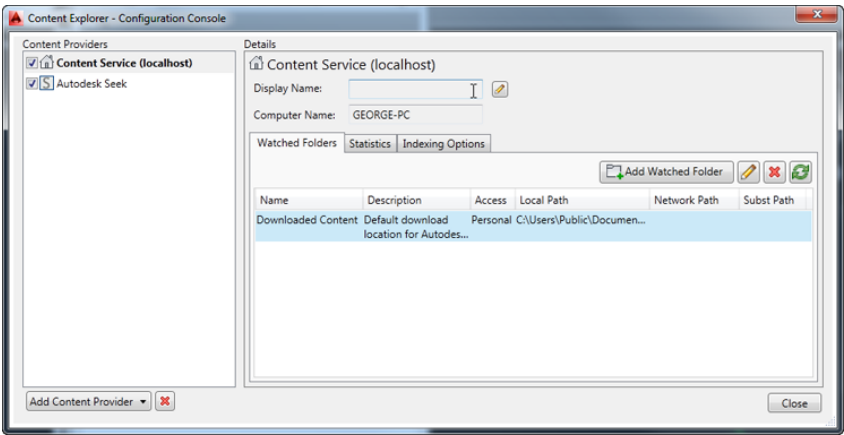 Content Explorer - Configuration Console
Content Providers
Content Service (localhost)
Autodesk Seek
Add Content Provider
Details
Content Service (localhost)
Display Name:
Computer Name: GEORGE-PC
Watched Folders Statistics Indexing Options
Add Watched Folder
Name Description Access Local Path Network Path Subst Path
Downloaded Content Default download Personal C:\Users\Public\Documen...
location for Autodes...
Close